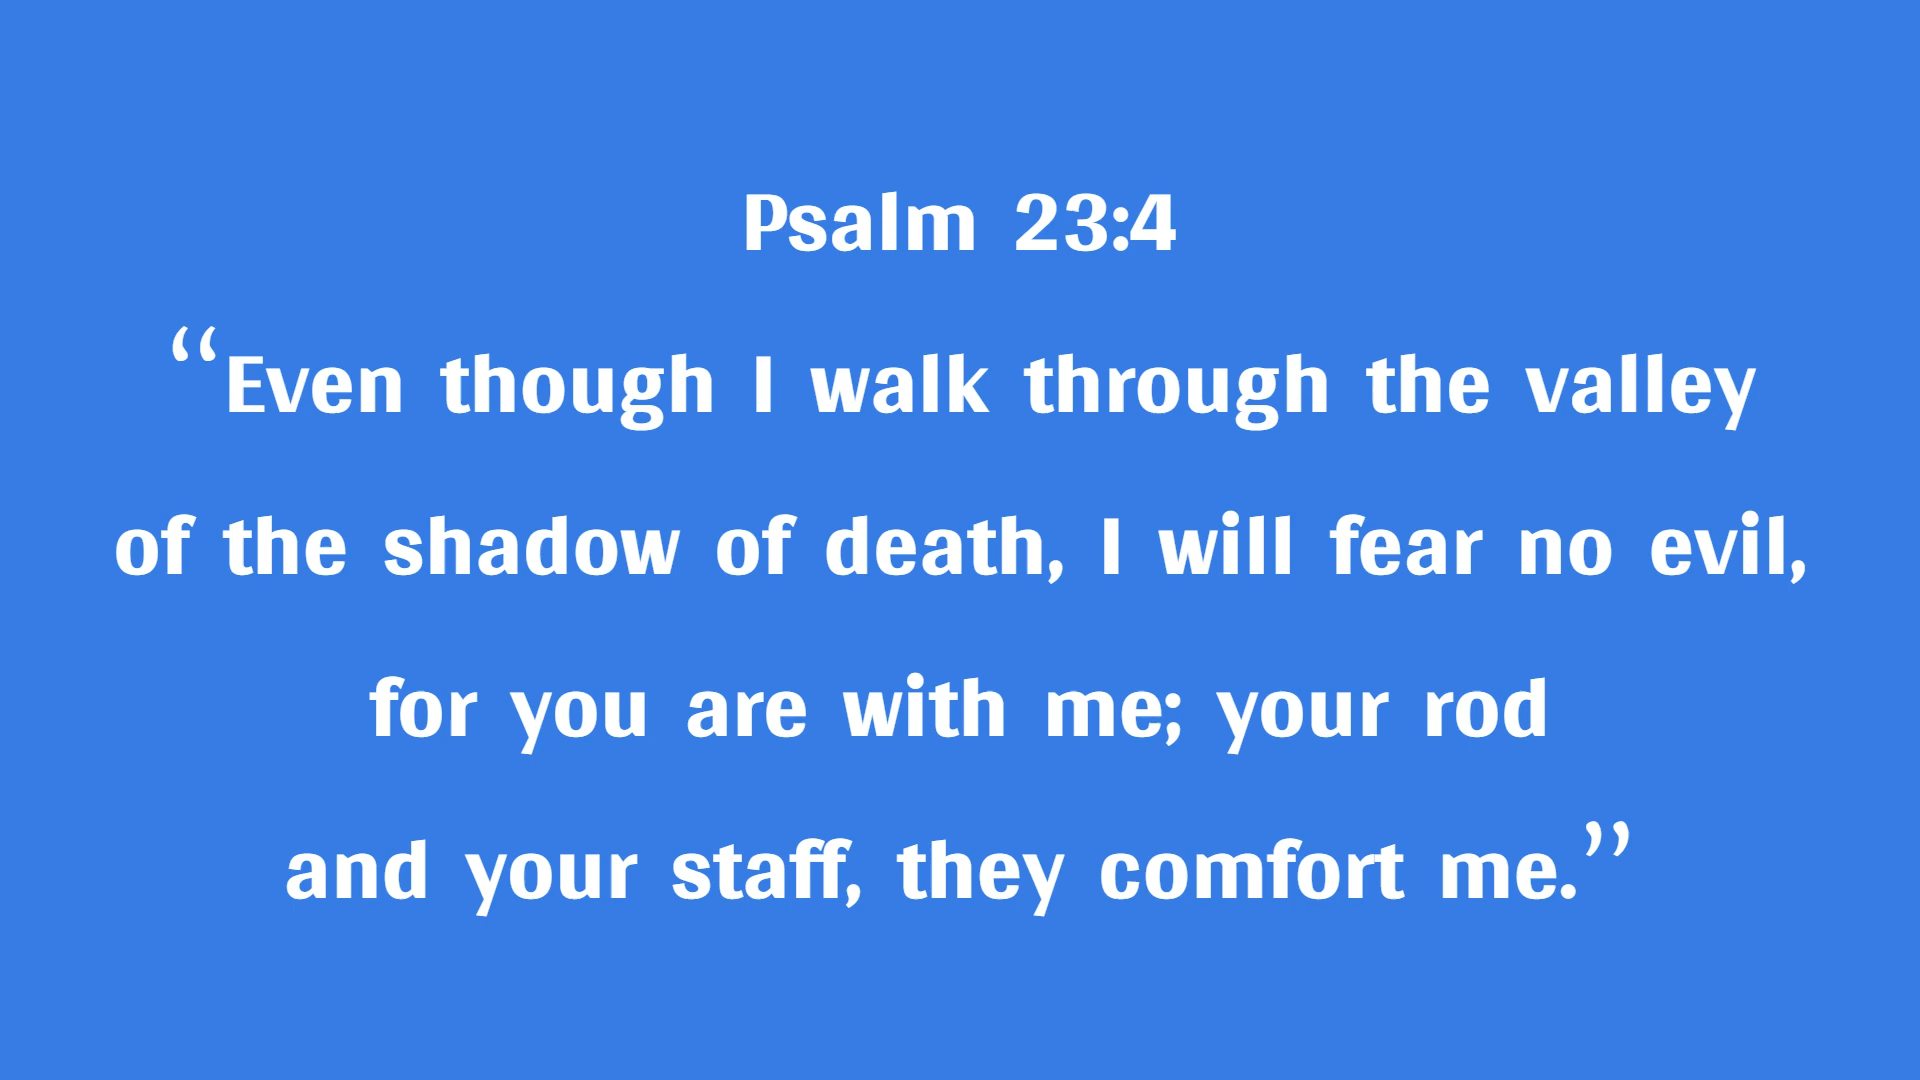 Psalm 23:4
“Even though I walk through the valley
of the shadow of death, I will fear no evil,
for you are with me; your rod
and your staff, they comfort me.”